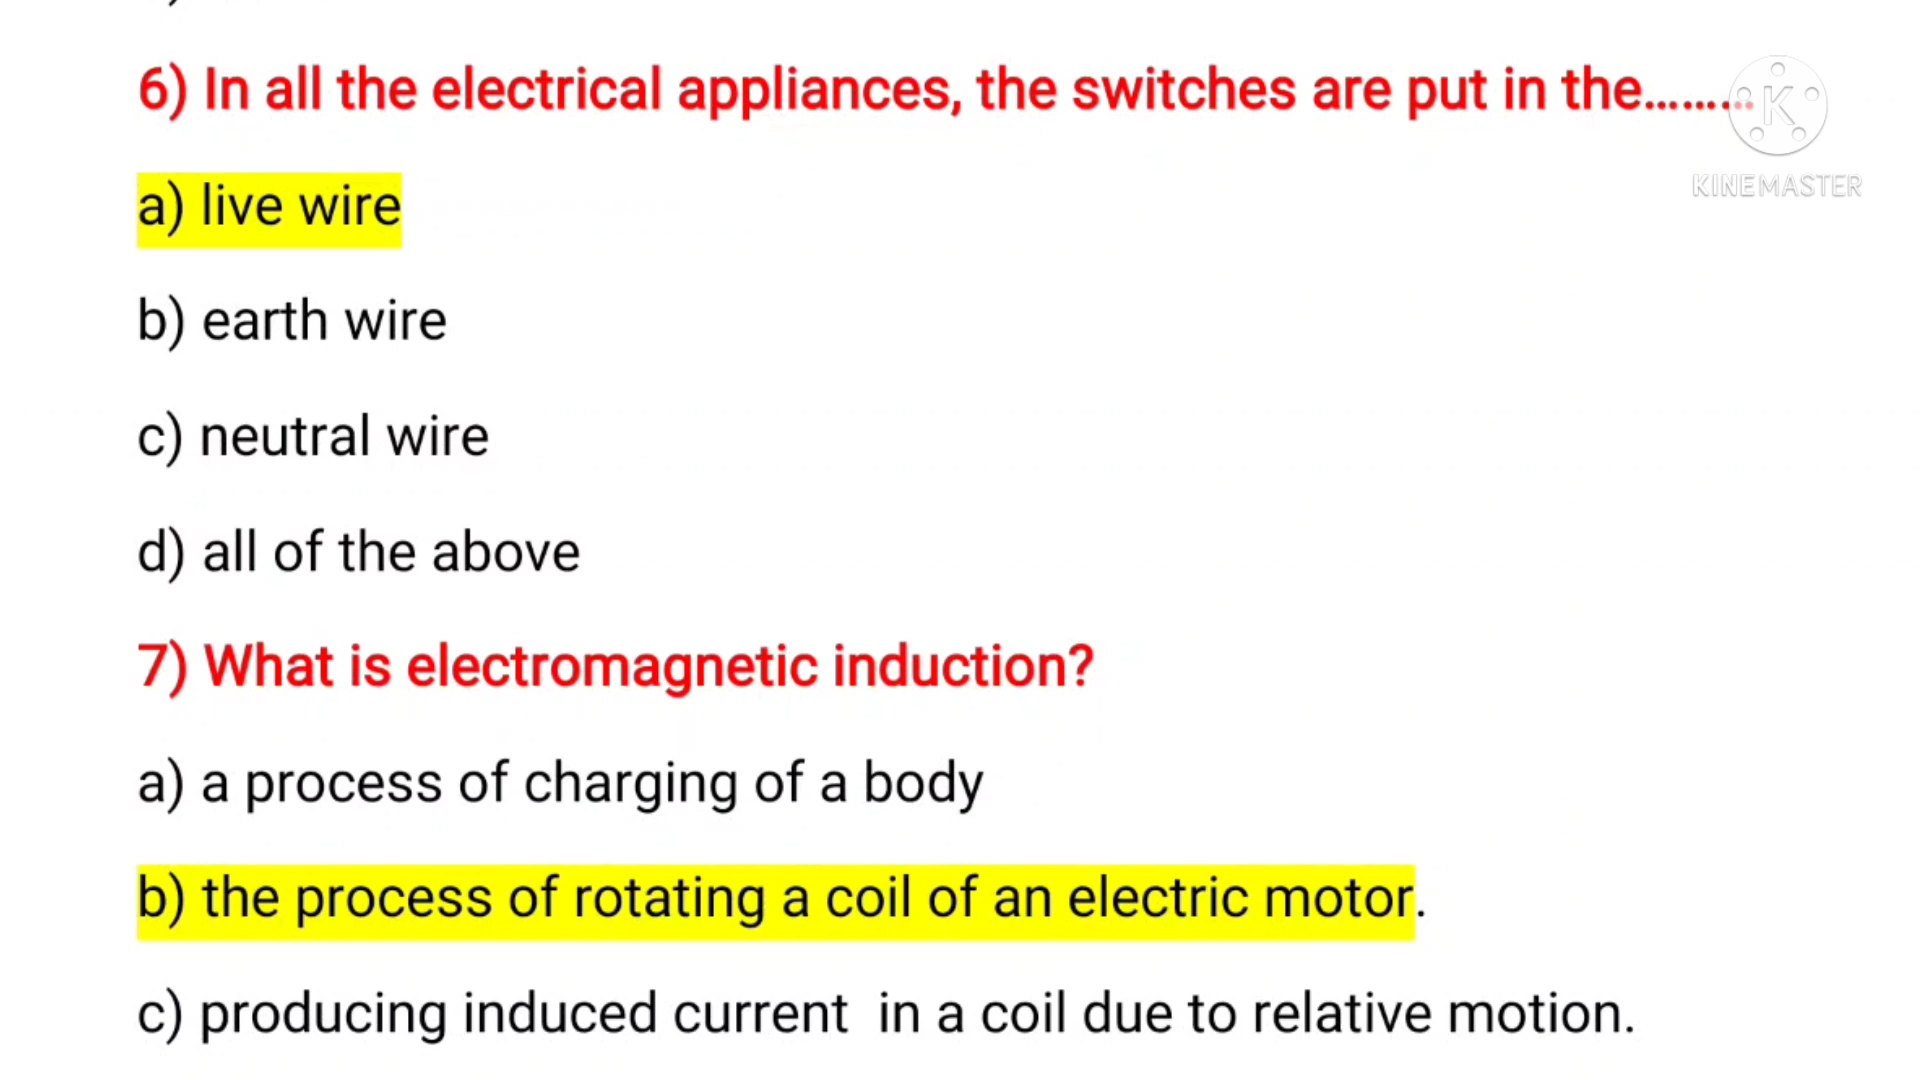 6) In all the electrical appliances, the switches are put in the.........
K
KINEMASTER
a) live wire
b) earth wire
c) neutral wire
d) all of the above
7) What is electromagnetic induction?
a) a process of charging of a body
b) the process of rotating a coil of an electric motor.
c) producing induced current  in a coil due to relative motion.